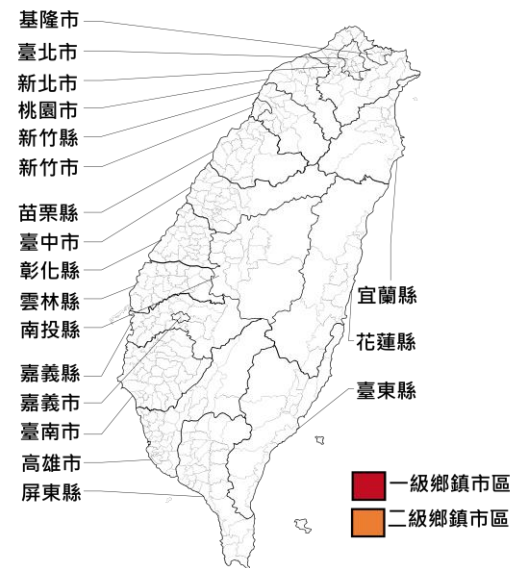 基隆市
臺北市
新北市
桃園市
新竹縣
新竹市
苗栗縣
臺中市
彰化縣
雲林縣
南投縣
嘉義縣
嘉義市
臺南市
高雄市
屏東縣
宜蘭縣
花蓮縣
臺東縣
一級鄉鎮市區
二級鄉鎮市區